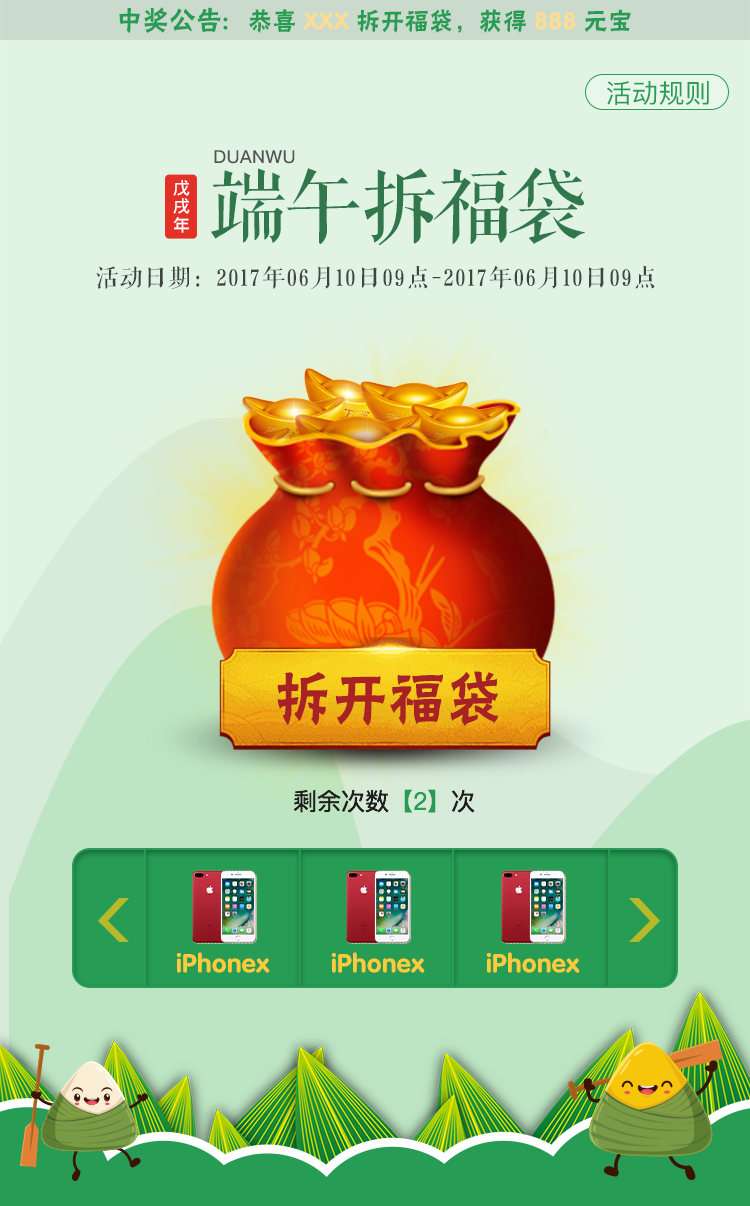 中奖公告: 恭喜 XXX 拆开福袋，获得 888 元宝
活动规则
DUANWU
戊戌年
端午拆福袋
活动日期：2017年06月10日09点-2017年06月10日09点
拆开福袋
剩余次数【2】次
iPhonex iPhonex iPhonex